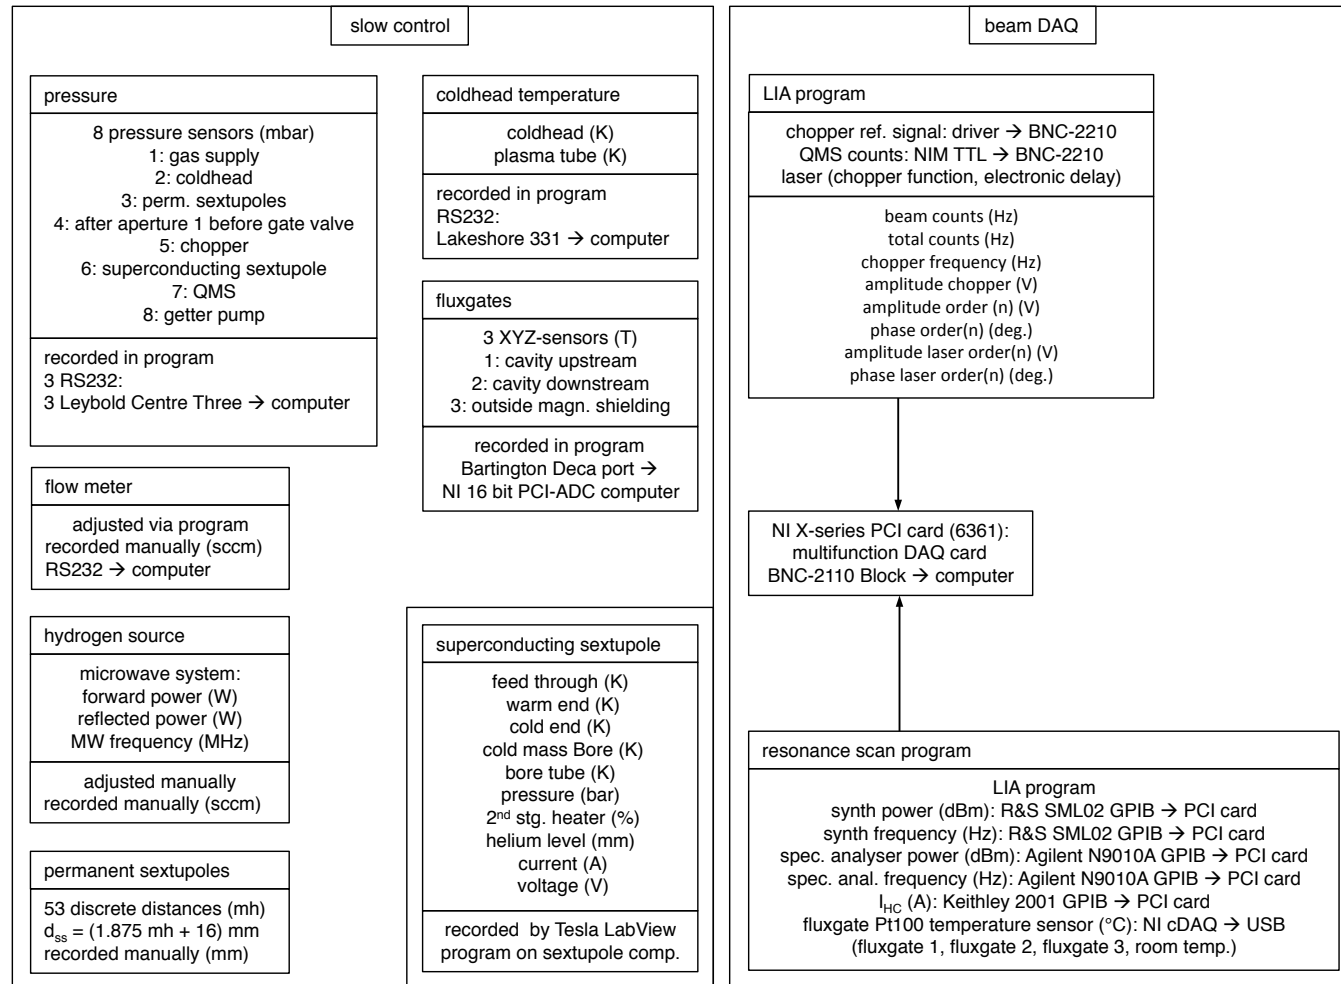 slow control
pressure
8 pressure sensors (mbar)
1: gas supply
2: coldhead
3: perm. sextupoles
4: after aperture 1 before gate valve
5: chopper
6: superconducting sextupole
7: QMS
8: getter pump
recorded in program
3 RS232:
3 Leybold Centre Three → computer
flow meter
adjusted via program
recorded manually (sccm)
RS232 → computer
hydrogen source
microwave system:
forward power (W)
reflected power (W)
MW frequency (MHz)
adjusted manually
recorded manually (sccm)
permanent sextupoles
53 discrete distances (mh)
d_ss = (1.875 mh + 16) mm
recorded manually (mm)
coldhead temperature
coldhead (K)
plasma tube (K)
recorded in program
RS232:
Lakeshore 331 → computer
fluxgates
3 XYZ-sensors (T)
1: cavity upstream
2: cavity downstream
3: outside magn. shielding
recorded in program
Bartington Deca port →
NI 16 bit PCI-ADC computer
superconducting sextupole
feed through (K)
warm end (K)
cold end (K)
cold mass Bore (K)
bore tube (K)
pressure (bar)
2nd stg. heater (%)
helium level (mm)
current (A)
voltage (V)
recorded by Tesla LabView
program on sextupole comp.
beam DAQ
LIA program
chopper ref. signal: driver → BNC-2210
QMS counts: NIM TTL → BNC-2210
laser (chopper function, electronic delay)
beam counts (Hz)
total counts (Hz)
chopper frequency (Hz)
amplitude chopper (V)
amplitude order (n) (V)
phase order(n) (deg.)
amplitude laser order(n) (V)
phase laser order(n) (deg.)
NI X-series PCI card (6361):
multifunction DAQ card
BNC-2110 Block → computer
resonance scan program
LIA program
synth power (dBm): R&S SML02 GPIB → PCI card
synth frequency (Hz): R&S SML02 GPIB → PCI card
spec. analyser power (dBm): Agilent N9010A GPIB → PCI card
spec. anal. frequency (Hz): Agilent N9010A GPIB → PCI card
I_HC (A): Keithley 2001 GPIB → PCI card
fluxgate Pt100 temperature sensor (°C): NI cDAQ → USB
(fluxgate 1, fluxgate 2, fluxgate 3, room temp.)